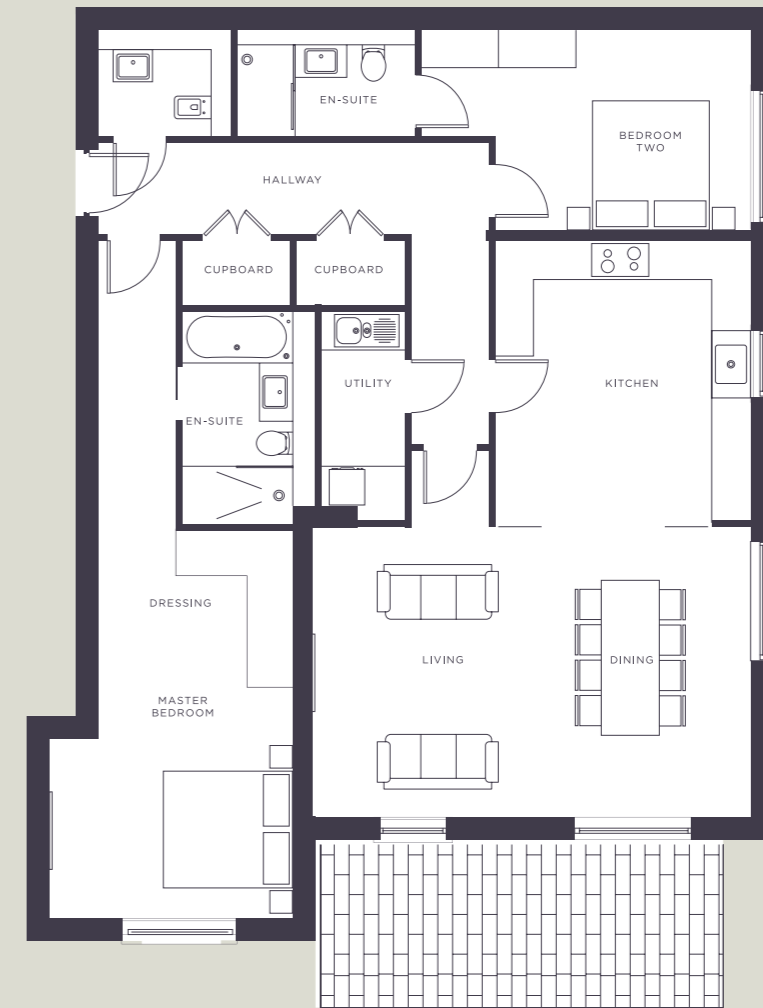 EN-SUITE
BEDROOM
TWO
HALLWAY
CUPBOARD
CUPBOARD
UTILITY
KITCHEN
EN-SUITE
DRESSING
LIVING
DINING
MASTER
BEDROOM